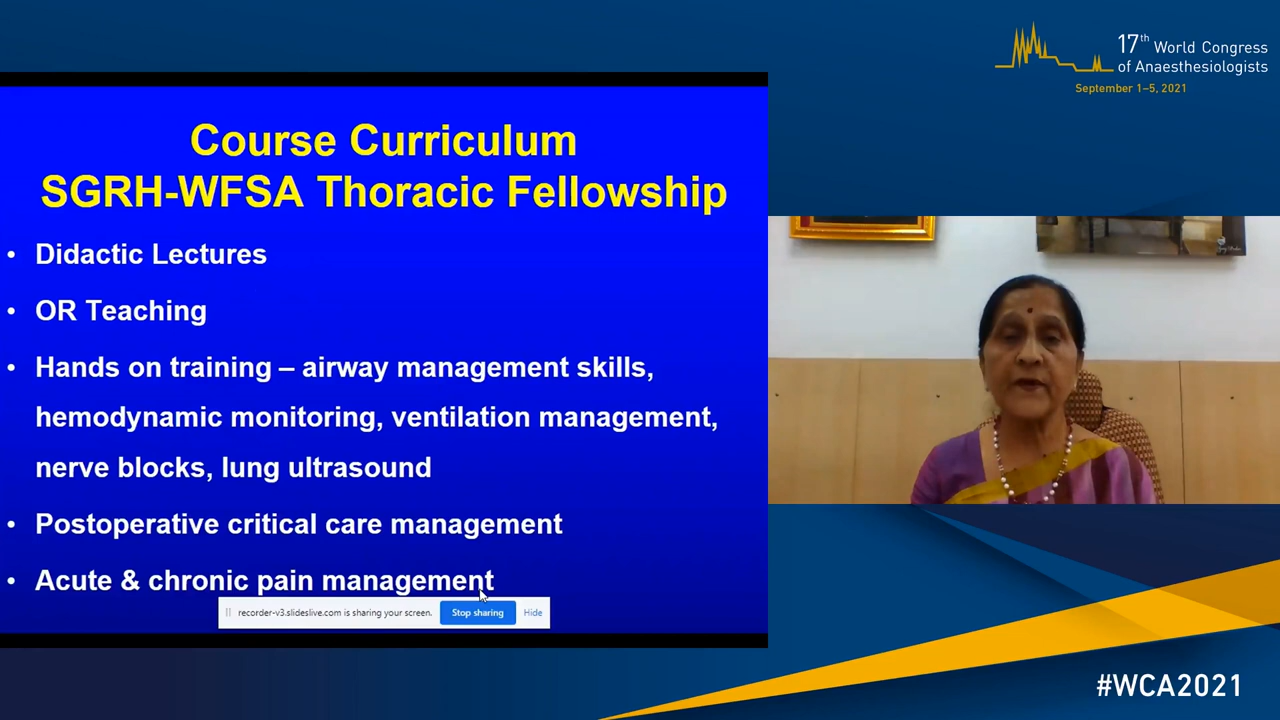 17th World Congress
of Anaesthesiologists
September 1–5, 2021
Course Curriculum
SGRH-WFSA Thoracic Fellowship
• Didactic Lectures
• OR Teaching
• Hands on training – airway management skills,
hemodynamic monitoring, ventilation management,
nerve blocks, lung ultrasound
• Postoperative critical care management
• Acute & chronic pain management
recorder-v3.slideslive.com is sharing your screen. Stop sharing Hide
#WCA2021